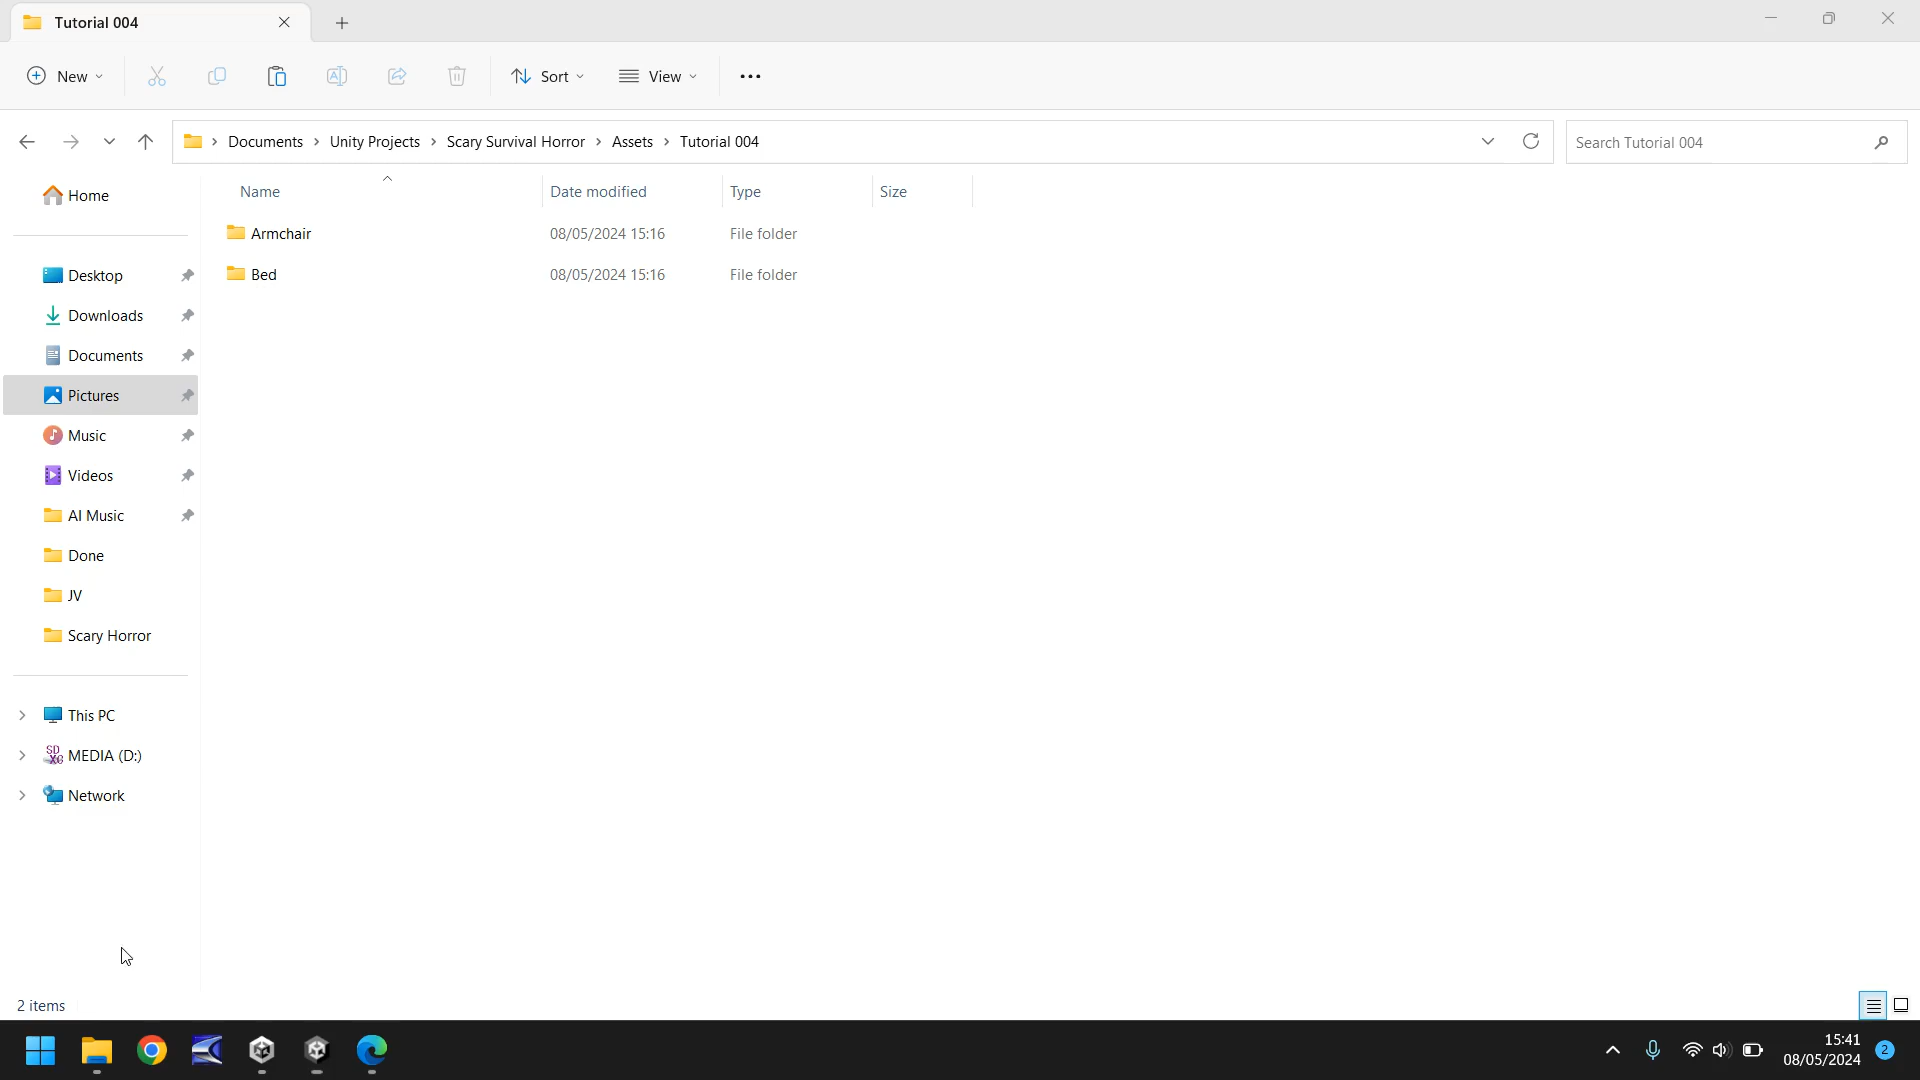 Tutorial 004
New
Sort
View
Documents
Unity Projects
Scary Survival Horror
Assets
Tutorial 004
Search Tutorial 004
Home
Name
Date modified
Type
Size
Armchair
08/05/2024 15:16
File folder
Bed
08/05/2024 15:16
File folder
Desktop
Downloads
Documents
Pictures
Music
Videos
AI Music
Done
JV
Scary Horror
This PC
MEDIA (D:)
Network
2 items
15:41
08/05/2024
2